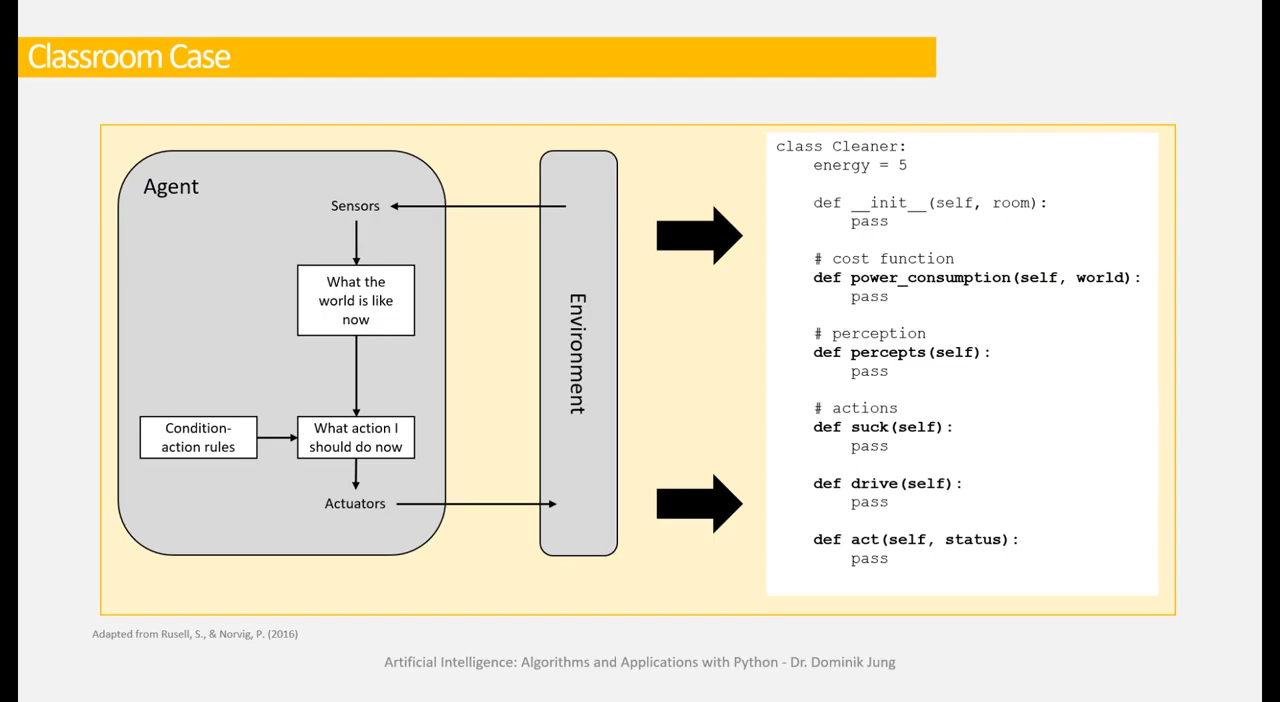 Classroom Case
Agent
Sensors
What the
world is like
now
Condition-
action rules
What action I
should do now
Actuators
Environment
class Cleaner:
    energy = 5
    def __init__(self, room):
        pass
    # cost function
    def power_consumption(self, world):
        pass
    # perception
    def percepts(self):
        pass
    # actions
    def suck(self):
        pass
    def drive(self):
        pass
    def act(self, status):
        pass
Adapted from Rusell, S., & Norvig, P. (2016)
Artificial Intelligence: Algorithms and Applications with Python - Dr. Dominik Jung